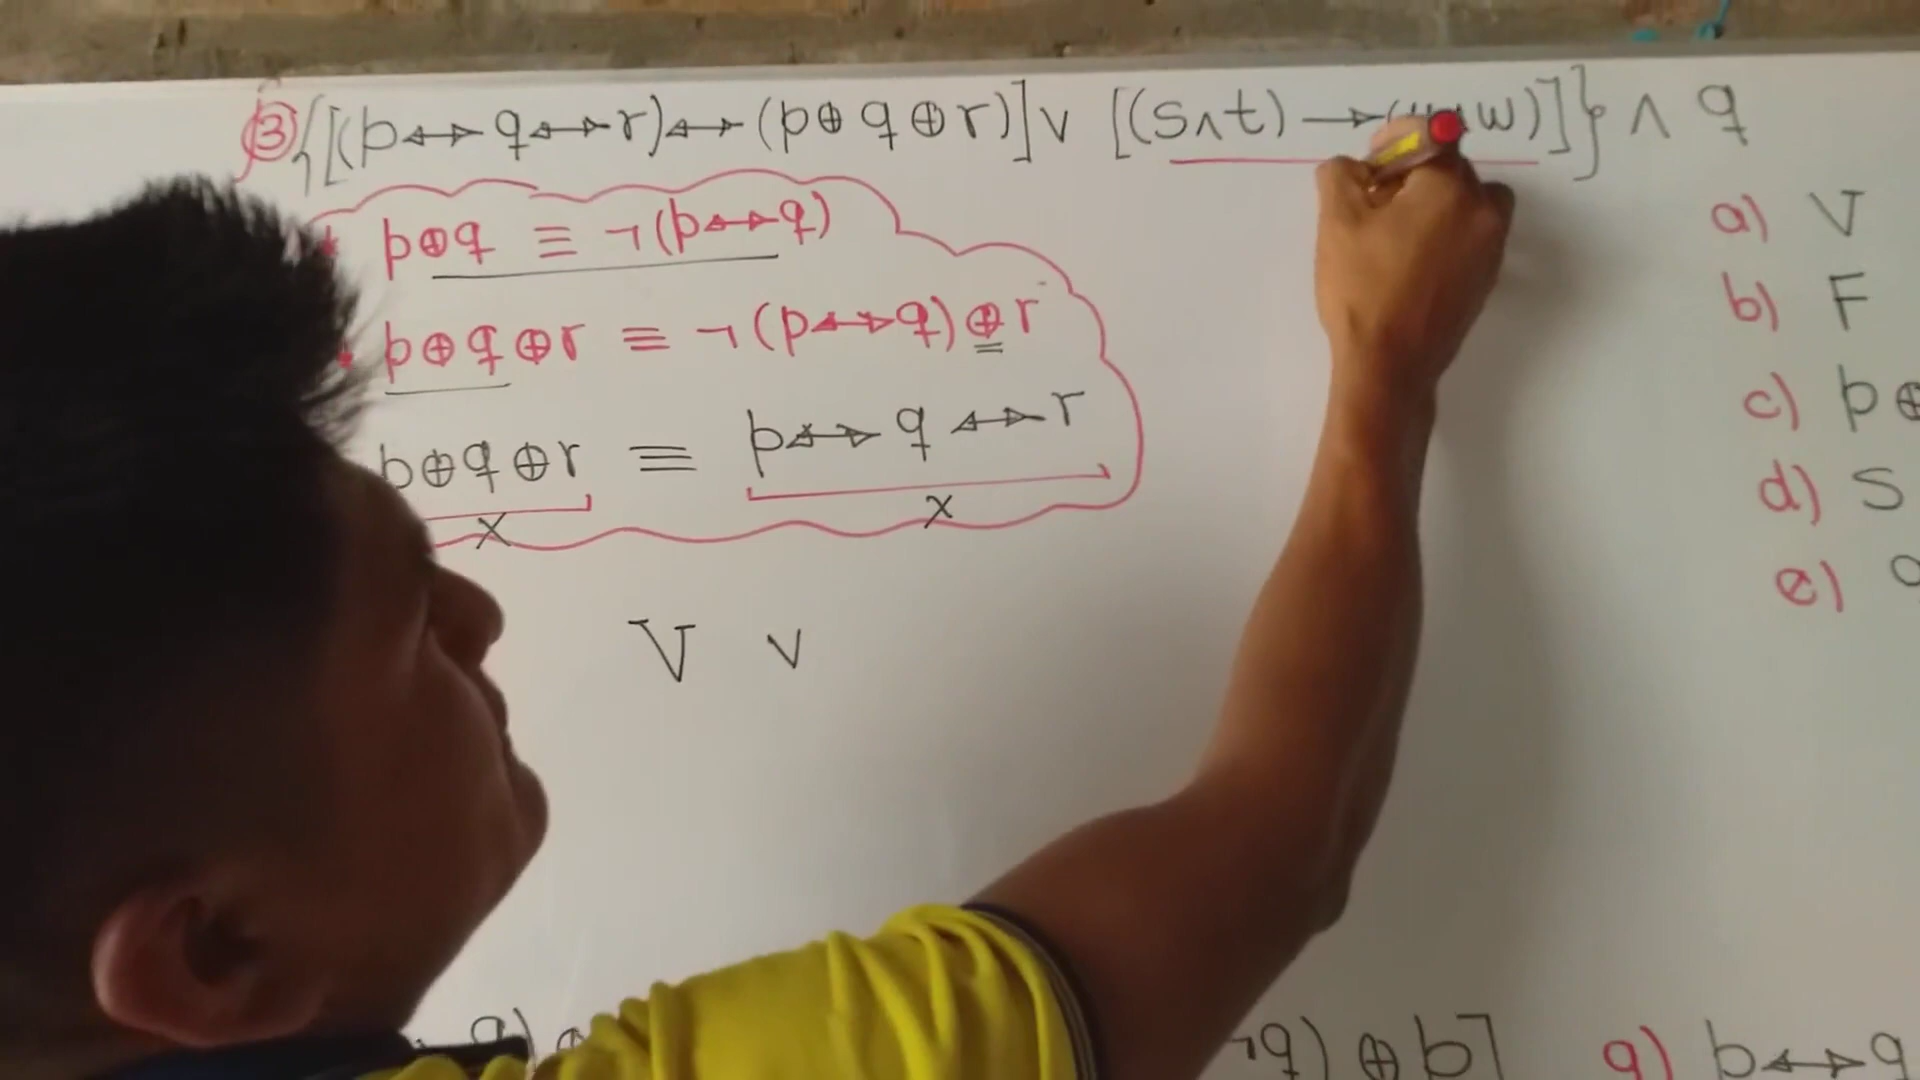 ③ {[(p↔q↔r)↔(p⊕q⊕r)]∨ [(s∧t)→( w)]}∧ q
* p⊕q ≡ ¬(p↔q)
* p⊕q⊕r ≡ ¬(p↔q)⊕r
p⊕q⊕r ≡ p↔q↔r
x x
V ∨
a) V
b) F
c) p⊕
d) S
e)
q) ¬q) ⊕ p] a) p↔q